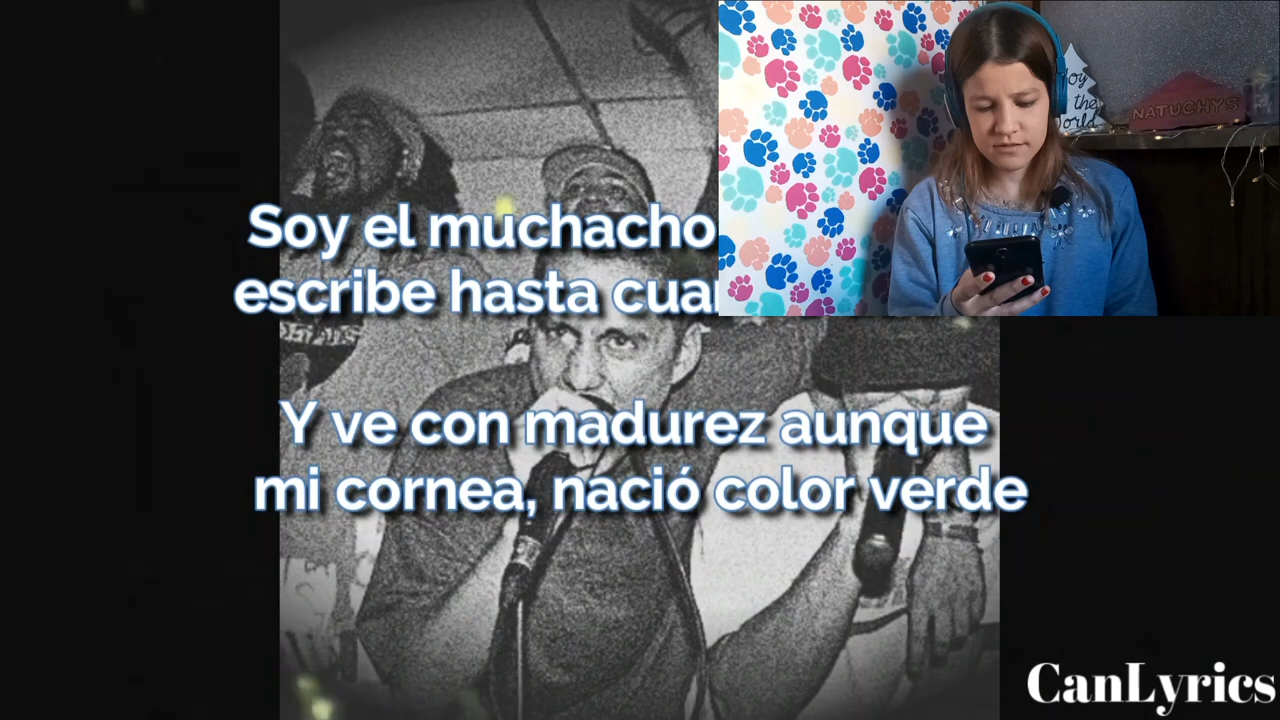 Soy el muchacho
escribe hasta
Y ve con madurez aunque
mi cornea, nació color verde
Joy
the
World
NATUCHYS
CanLyrics